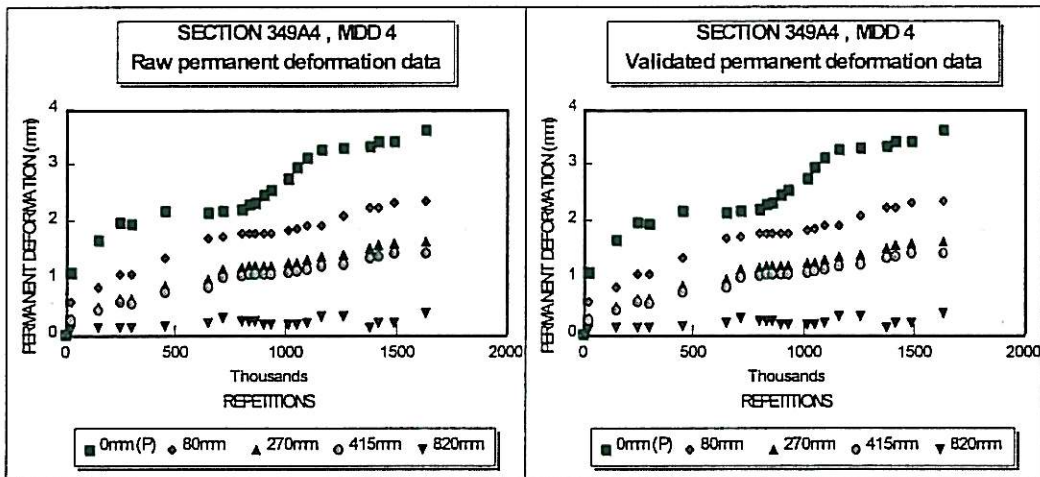 SECTION 349A4 , MDD 4
Raw permanent deformation data
PERMANENT DEFORMATION (mm)
4
3
2
1
0
0
500
1000
1500
2000
Thousands
REPETITIONS
0mm (P) 80mm 270mm 415mm 820mm
SECTION 349A4 , MDD 4
Validated permanent deformation data
PERMANENT DEFORMATION (mm)
4
3
2
1
0
0
500
1000
1500
2000
Thousands
REPETITIONS
0mm (P) 80mm 270mm 415mm 820mm